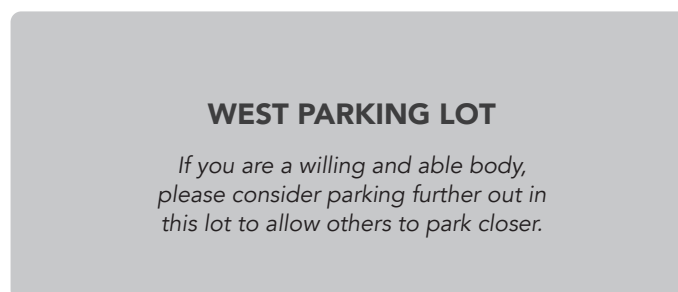 WEST PARKING LOT
If you are a willing and able body,
please consider parking further out in
this lot to allow others to park closer.